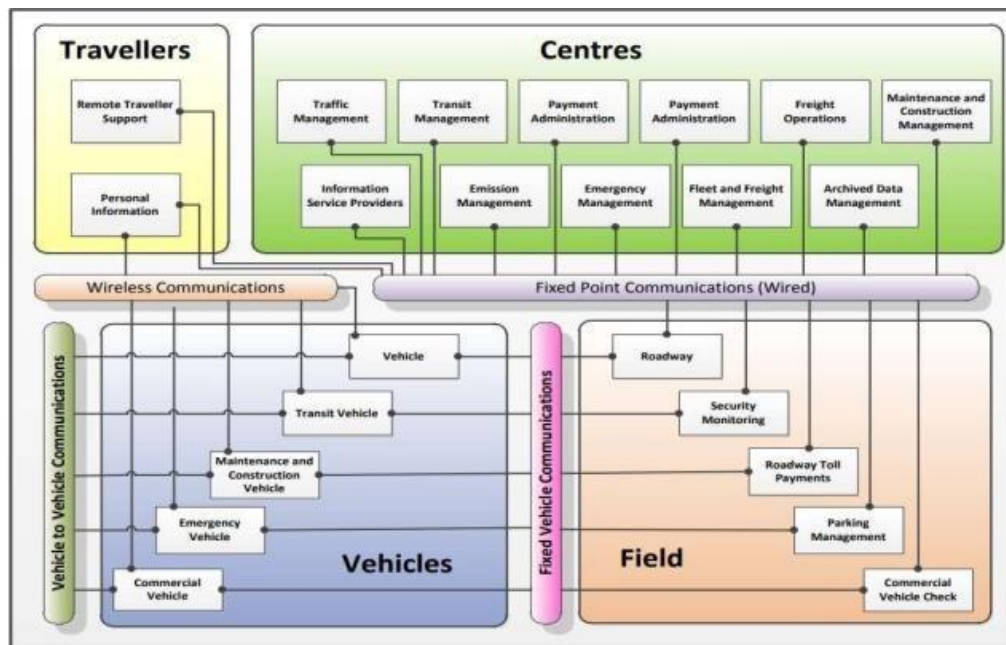 Travellers
Remote Traveller
Support
Personal
Information
Centres
Traffic
Management
Transit
Management
Payment
Administration
Payment
Administration
Freight
Operations
Maintenance and
Construction
Management
Information
Service Providers
Emission
Management
Emergency
Management
Fleet and Freight
Management
Archived Data
Management
Wireless Communications
Fixed Point Communications (Wired)
Vehicle to Vehicle Communications
Vehicle
Transit Vehicle
Maintenance and
Construction
Vehicle
Emergency
Vehicle
Commercial
Vehicle
Vehicles
Fixed Vehicle Communications
Roadway
Security
Monitoring
Roadway Toll
Payments
Parking
Management
Commercial
Vehicle Check
Field